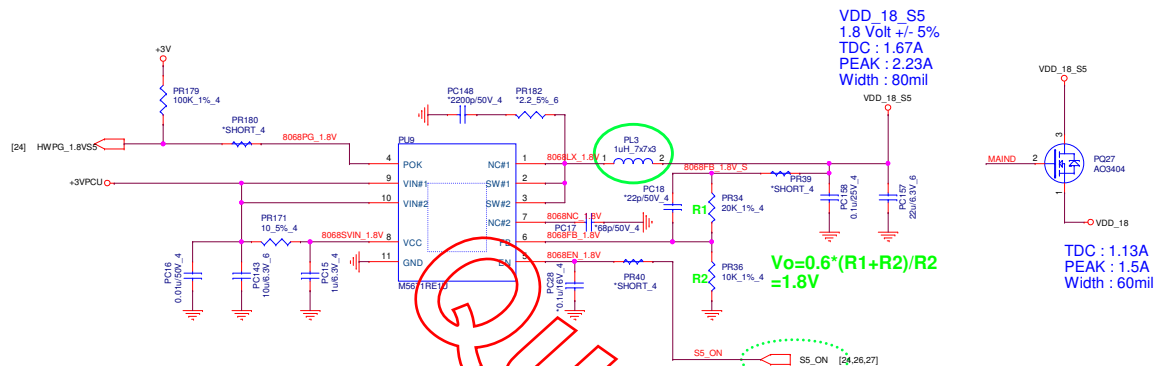 VDD_18_S5
1.8 Volt +/- 5%
TDC : 1.67A
PEAK : 2.23A
Width : 80mil
+3V
PR179
100K_1%_4
PR180
*SHORT_4
8068PG_1.8V
[24] HWPG_1.8VS5
+3VPCU
PC148
*2200p/50V_4
PR182
*2.2_5%_6
PU9
4 POK
9 VIN#1
10 VIN#2
8 VCC
11 GND
NC#1 1
SW#1 2
SW#2 3
NC#2 7
FB 6
EN 5
M5671RE1U
8068LX_1.8V
PL3
1uH_7x7x3
1 2
8068FB_1.8V_S
VDD_18_S5
PR39
*SHORT_4
PC18
*22p/50V_4
R1
PR34
20K_1%_4
PC158
0.1u/25V_4
PC157
22u/6.3V_6
8068NC_1.8V
PC17
*68p/50V_4
8068FB_1.8V
8068EN_1.8V
PR171
10_5%_4
8068SVIN_1.8V
PC16
0.01u/50V_4
PC143
10u/6.3V_6
PC15
1u/6.3V_4
PC28
*0.1u/16V_4
PR40
*SHORT_4
R2
PR36
10K_1%_4
Vo=0.6*(R1+R2)/R2
=1.8V
S5_ON
S5_ON [24,26,27]
VDD_18_S5
3
MAIND
2
PQ27
AO3404
1
VDD_18
TDC : 1.13A
PEAK : 1.5A
Width : 60mil